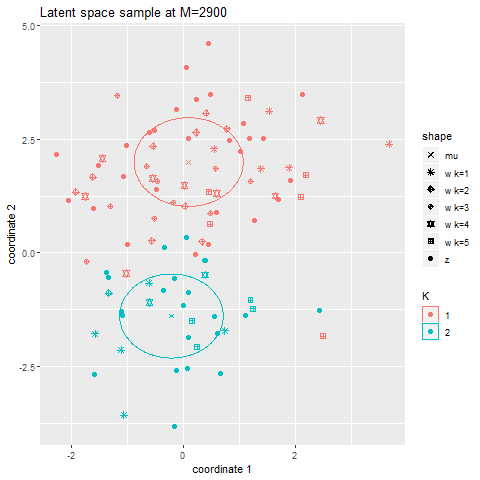 Latent space sample at M=2900
5.0
2.5
0.0
-2.5
coordinate 2
-2
0
2
coordinate 1
shape
mu
w k=1
w k=2
w k=3
w k=4
w k=5
z
K
1
2